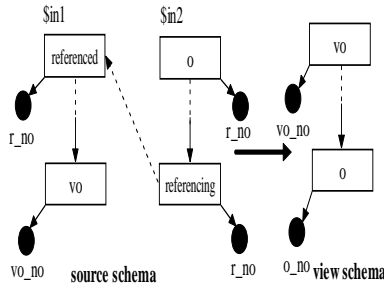 $in1 $in2
referenced o vo
r_no r_no vo_no
vo referencing o
vo_no r_no o_no
source schema view schema